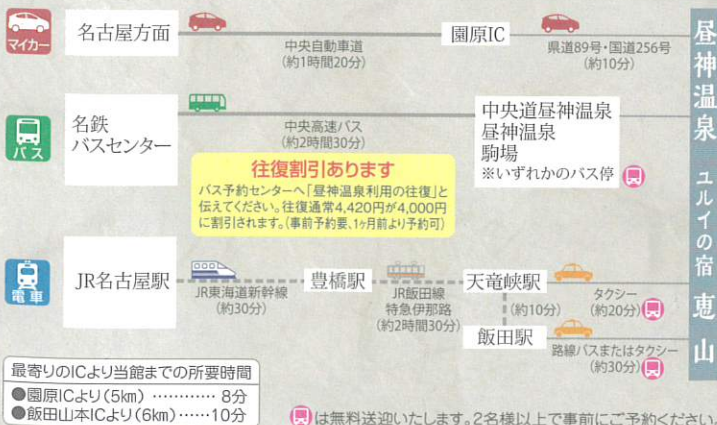 マイカー
名古屋方面
中央自動車道
(約1時間20分)
園原IC
県道89号・国道256号
(約10分)
バス
名鉄
バスセンター
中央高速バス
(約2時間30分)
中央道昼神温泉
昼神温泉
駒場
※いずれかのバス停
往復割引あります
バス予約センターへ「昼神温泉利用の往復」と
伝えてください。往復通常4,420円が4,000円
に割引されます。(事前予約要、1ヶ月前より予約可)
電車
JR名古屋駅
JR東海道新幹線
(約30分)
豊橋駅
JR飯田線
特急伊那路
(約2時間30分)
天竜峡駅
タクシー
(約20分)
(約10分)
飯田駅
路線バスまたはタクシー
(約30分)
昼神温泉 ユルイの宿 恵山
最寄りのICより当館までの所要時間
●園原ICより(5km) ………… 8分
●飯田山本ICより(6km) ……10分
は無料送迎いたします。2名様以上で事前にご予約ください。